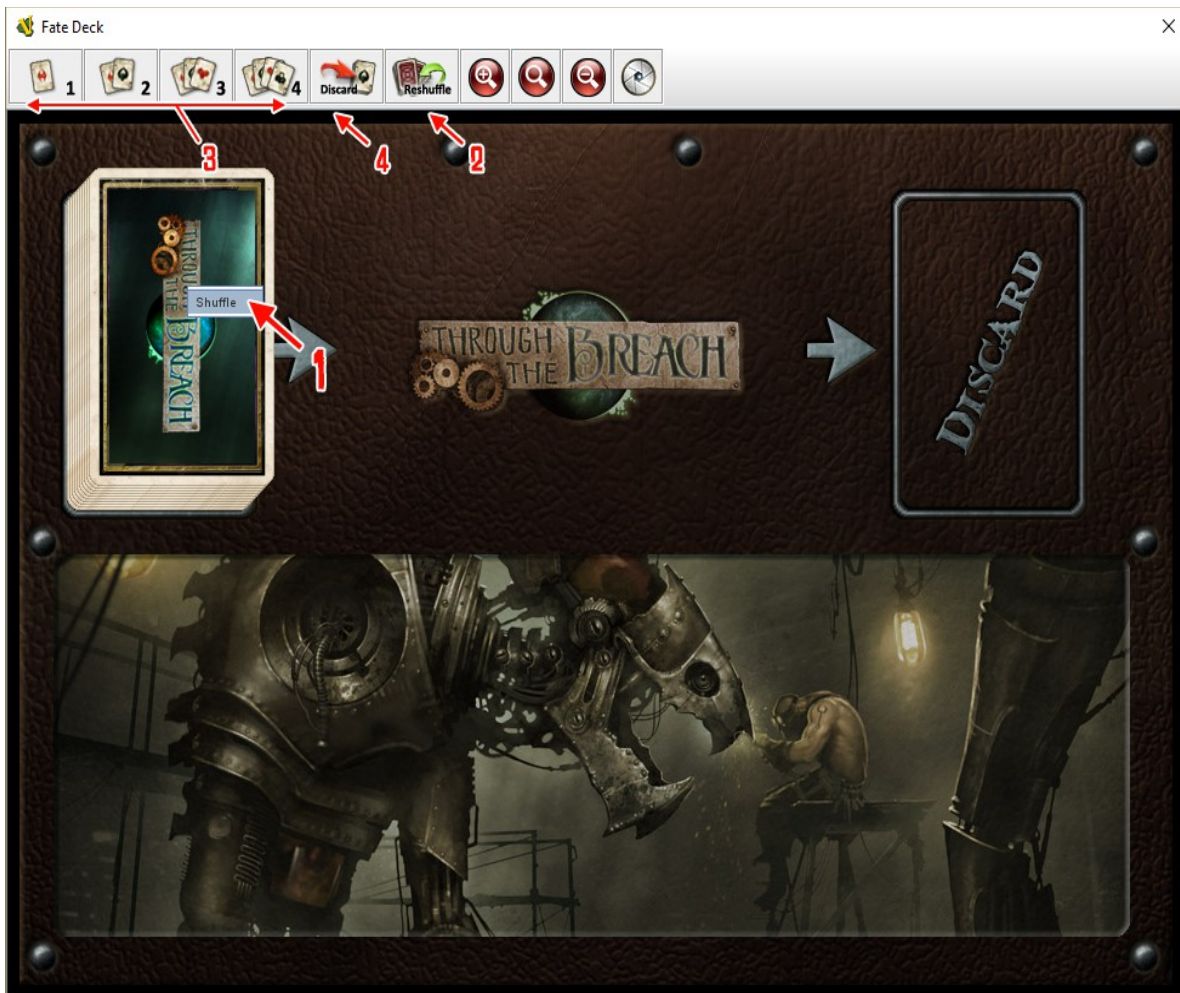 Fate Deck
1
2
3
4
Discard
Reshuffle
3
4
2
THROUGH
THE
BREACH
Shuffle
1
THROUGH
THE BREACH
DISCARD